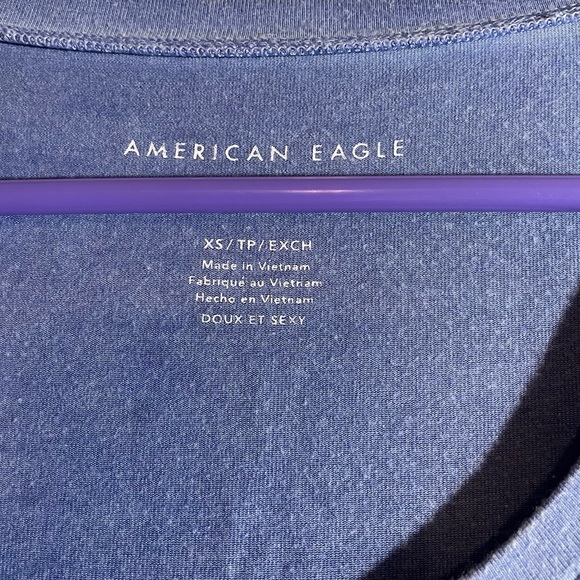 AMERICAN EAGLE
XS/TP/EXCH
Made in Vietnam
Fabriqué au Vietnam
Hecho en Vietnam
DOUX ET SEXY